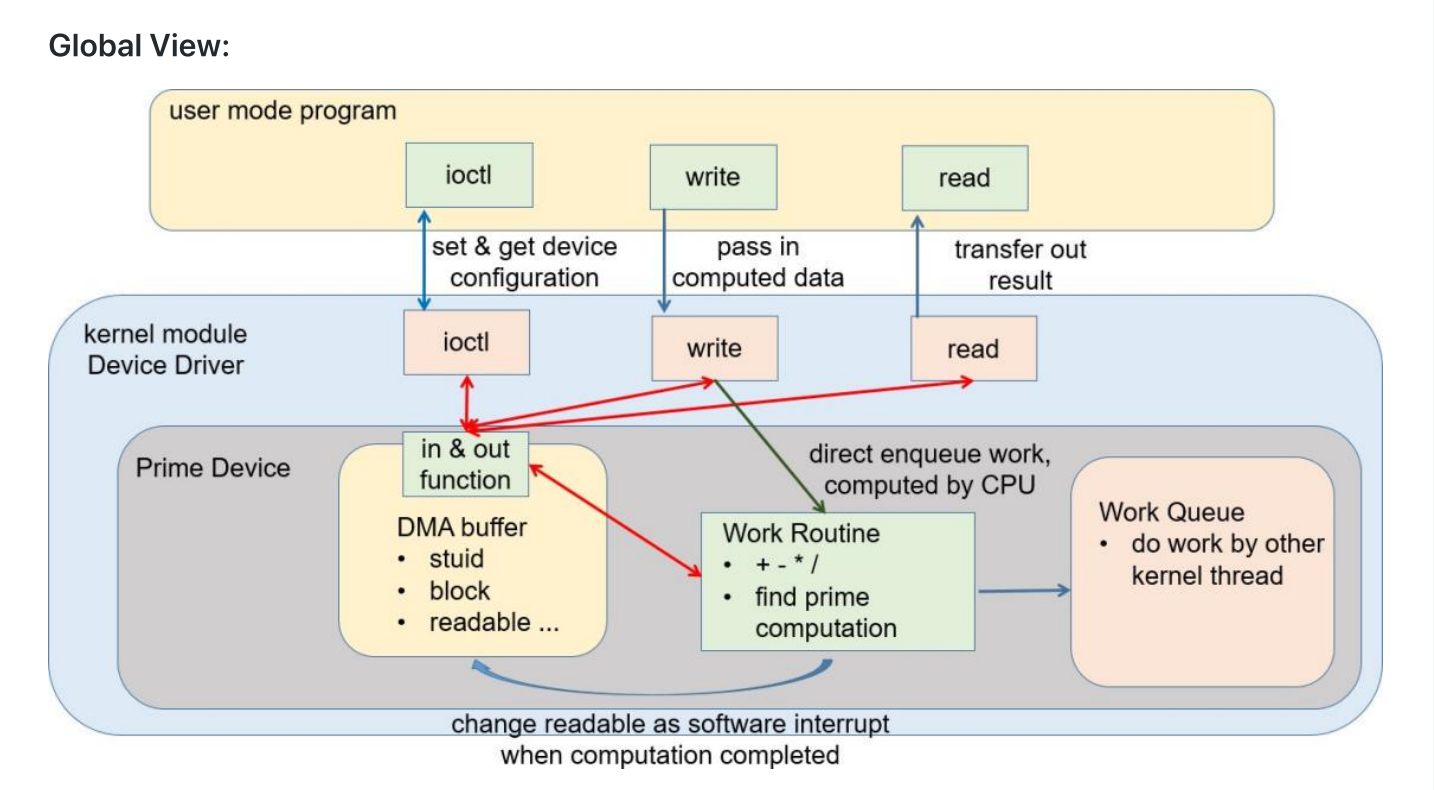 Global View:
user mode program
ioctl
write
read
set & get device
configuration
pass in
computed data
transfer out
result
kernel module
Device Driver
ioctl
write
read
in & out
function
Prime Device
direct enqueue work,
computed by CPU
DMA buffer
• stuid
• block
• readable ...
Work Routine
• + - * /
• find prime
computation
Work Queue
• do work by other
kernel thread
change readable as software interrupt
when computation completed